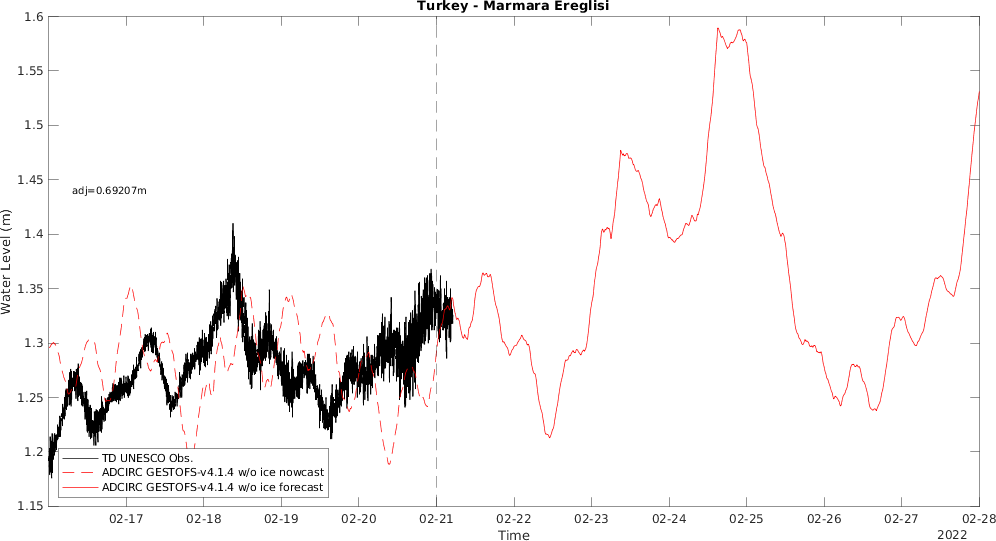 Turkey - Marmara Ereglisi
1.6
1.55
1.5
1.45
1.4
1.35
1.3
1.25
1.2
1.15
Water Level (m)
adj=0.69207m
TD UNESCO Obs.
ADCIRC GESTOFS-v4.1.4 w/o ice nowcast
ADCIRC GESTOFS-v4.1.4 w/o ice forecast
02-17 02-18 02-19 02-20 02-21 02-22 02-23 02-24 02-25 02-26 02-27 02-28
Time
2022